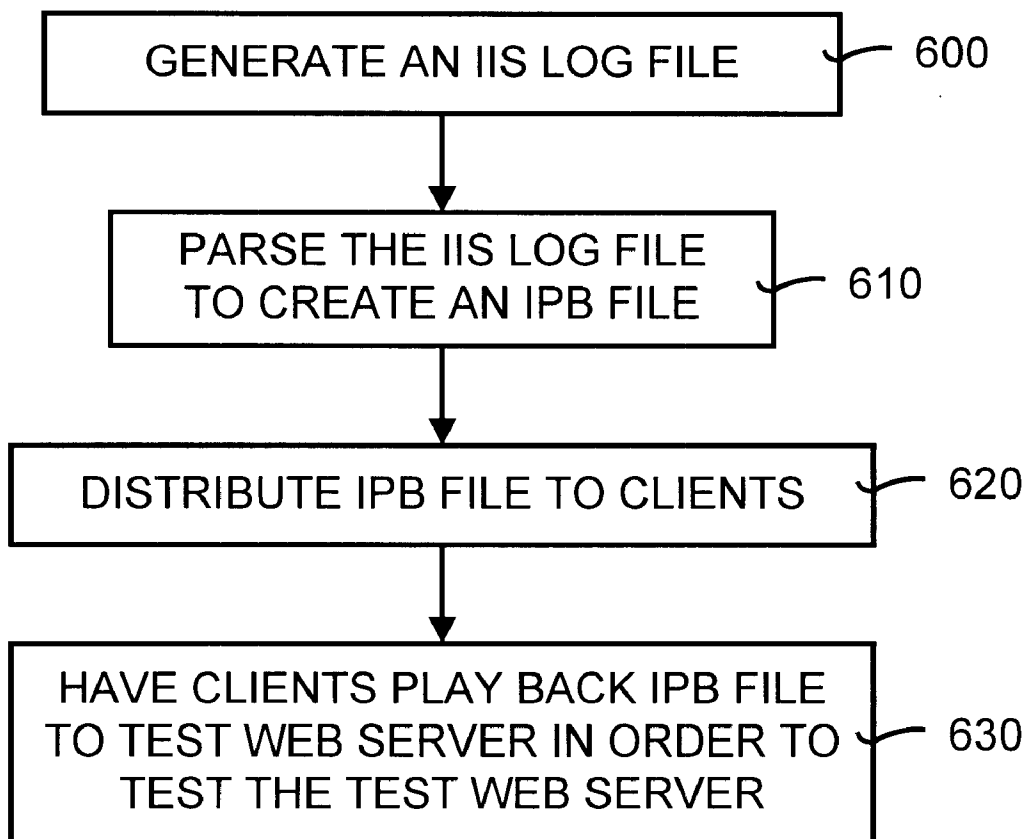 GENERATE AN IIS LOG FILE
600
PARSE THE IIS LOG FILE
TO CREATE AN IPB FILE
610
DISTRIBUTE IPB FILE TO CLIENTS
620
HAVE CLIENTS PLAY BACK IPB FILE
TO TEST WEB SERVER IN ORDER TO
TEST THE TEST WEB SERVER
630